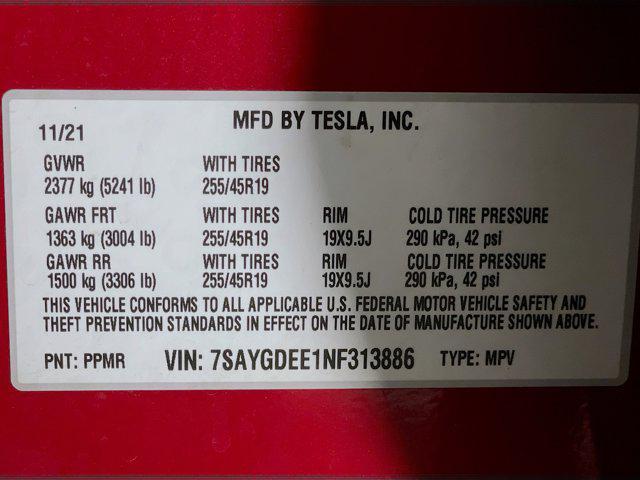 MFD BY TESLA, INC.
11/21
GVWR WITH TIRES
2377 kg (5241 lb) 255/45R19
GAWR FRT WITH TIRES RIM COLD TIRE PRESSURE
1363 kg (3004 lb) 255/45R19 19X9.5J 290 kPa, 42 psi
GAWR RR WITH TIRES RIM COLD TIRE PRESSURE
1500 kg (3306 lb) 255/45R19 19X9.5J 290 kPa, 42 psi
THIS VEHICLE CONFORMS TO ALL APPLICABLE U.S. FEDERAL MOTOR VEHICLE SAFETY AND
THEFT PREVENTION STANDARDS IN EFFECT ON THE DATE OF MANUFACTURE SHOWN ABOVE.
PNT: PPMR VIN: 7SAYGDEE1NF313886 TYPE: MPV